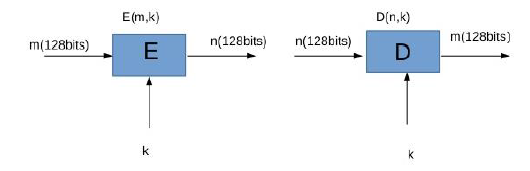 E(m,k)
m(128bits)
E
n(128bits)
k
D(n,k)
n(128bits)
D
m(128bits)
k